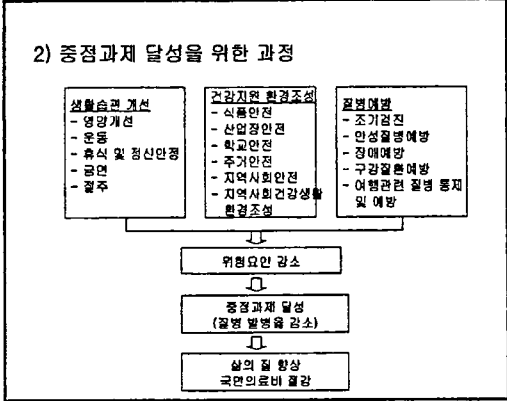 2) 중점과제 달성을 위한 과정
생활습관 개선
- 영양개선
- 운동
- 휴식 및 정신안정
- 금연
- 절주
건강지원 환경조성
- 식품안전
- 산업장안전
- 학교안전
- 주거안전
- 지역사회안전
- 지역사회건강생활
환경조성
질병예방
- 조기검진
- 만성질병예방
- 장애예방
- 구강질환예방
- 여행관련 질병 통제
및 예방
위험요인 감소
중점과제 달성
(질병 발병율 감소)
삶의 질 향상
국민의료비 절감